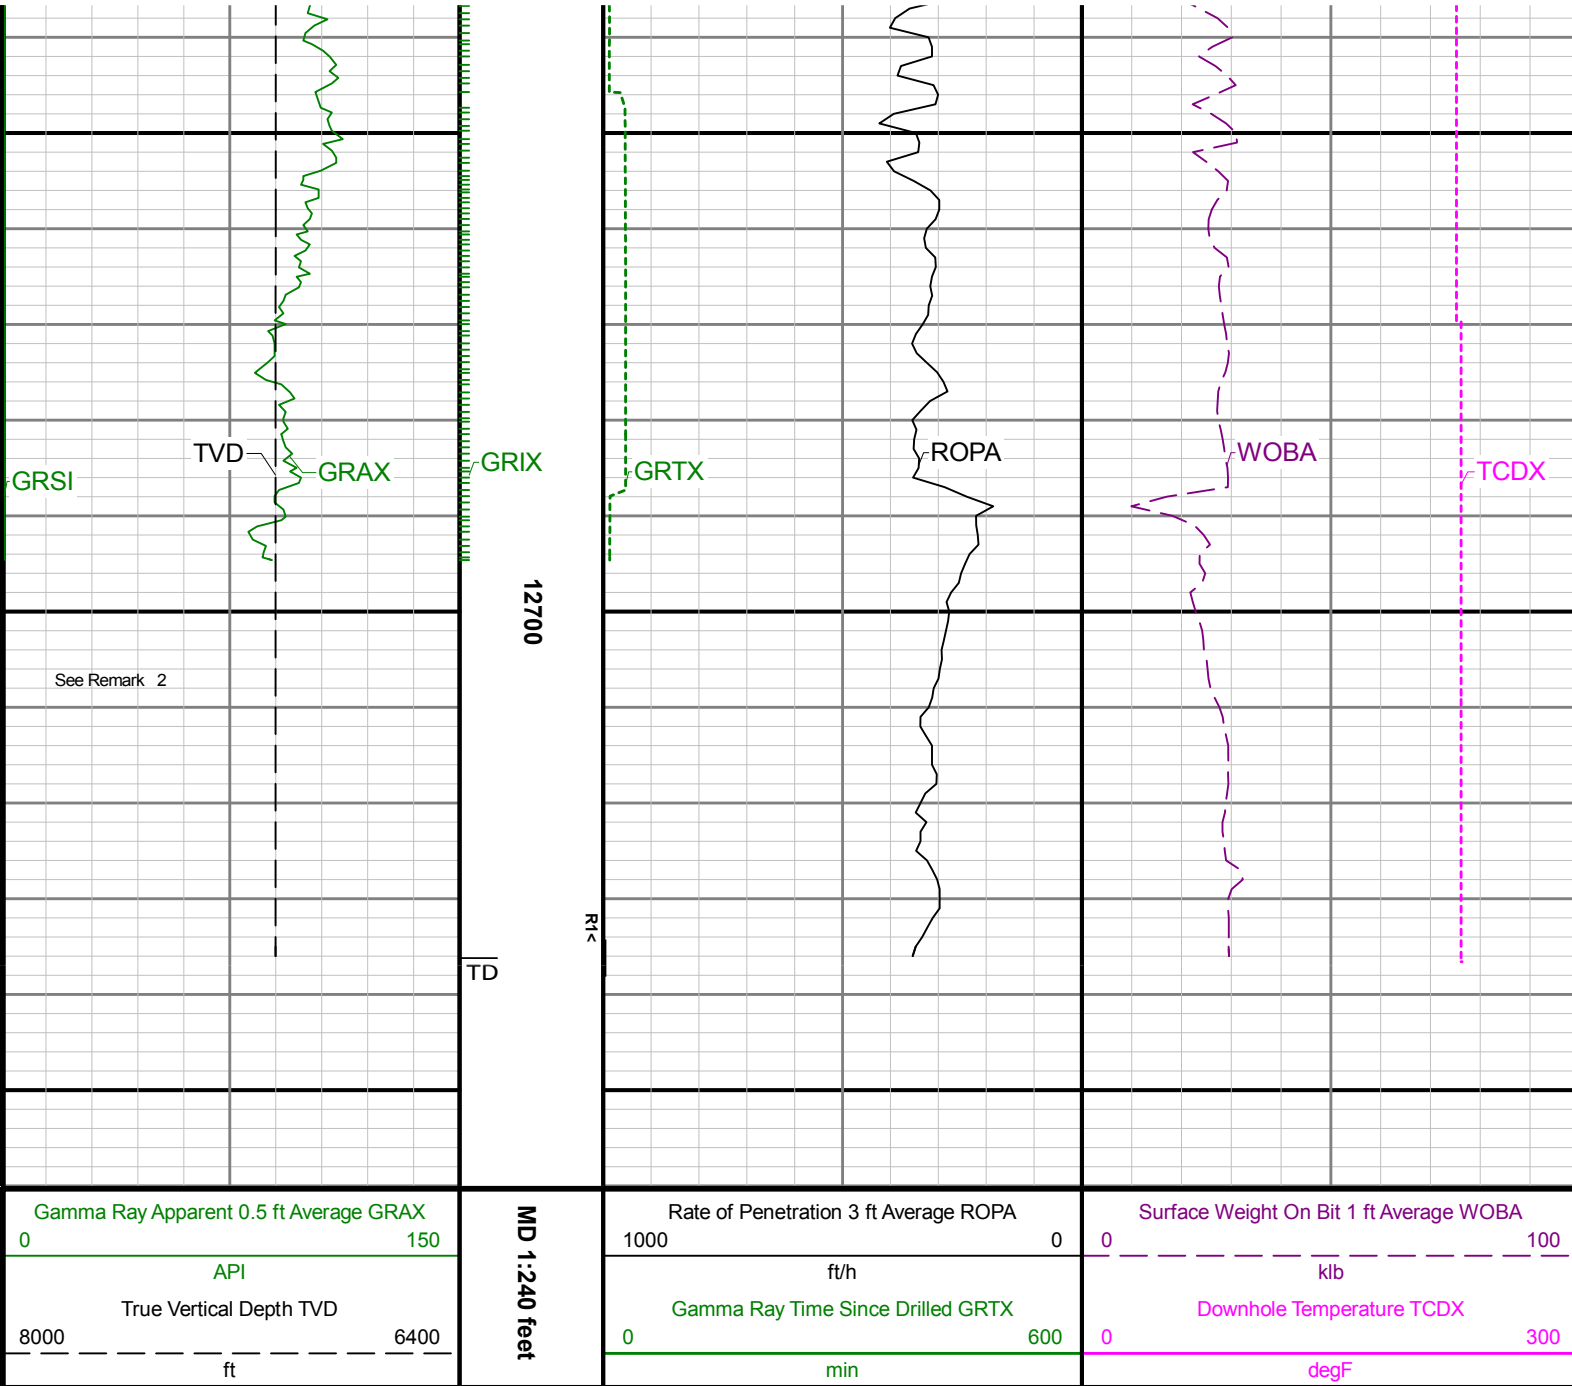 TVD
GRAX
GRSI
GRIX
GRTX
ROPA
WOBA
TCDX
12700
See Remark 2
R1<
TD
Gamma Ray Apparent 0.5 ft Average GRAX
0 150
API
True Vertical Depth TVD
8000 6400
ft
MD 1:240 feet
Rate of Penetration 3 ft Average ROPA
1000 0
ft/h
Gamma Ray Time Since Drilled GRTX
0 600
min
Surface Weight On Bit 1 ft Average WOBA
0 100
klb
Downhole Temperature TCDX
0 300
degF